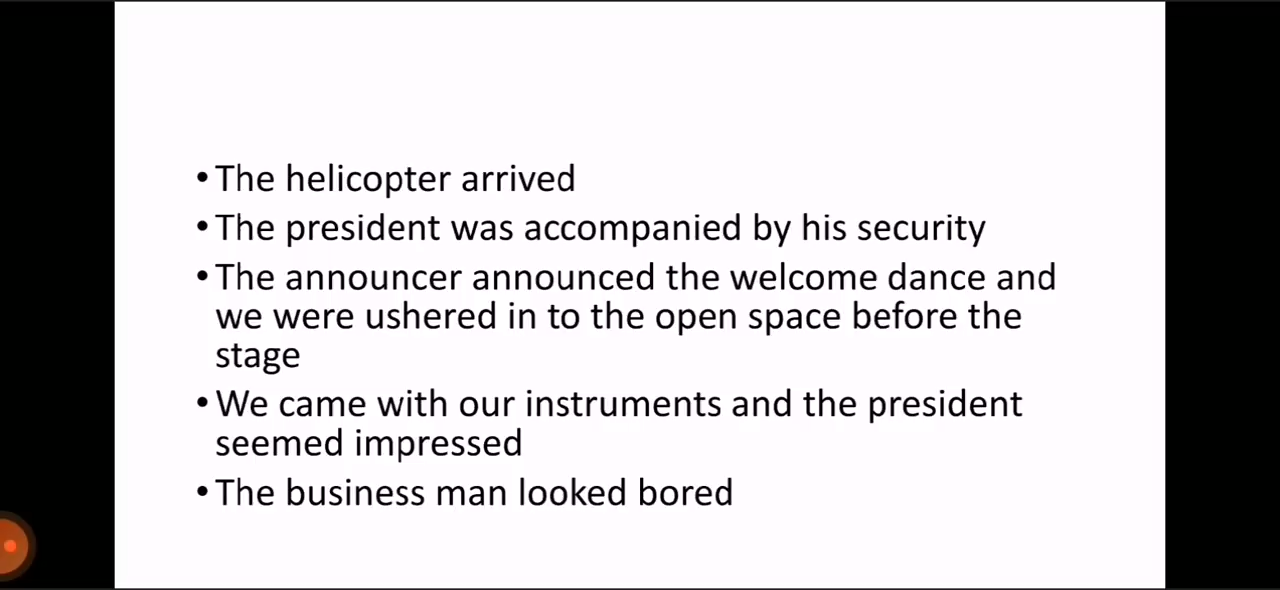 • The helicopter arrived
• The president was accompanied by his security
• The announcer announced the welcome dance and
we were ushered in to the open space before the
stage
• We came with our instruments and the president
seemed impressed
• The business man looked bored